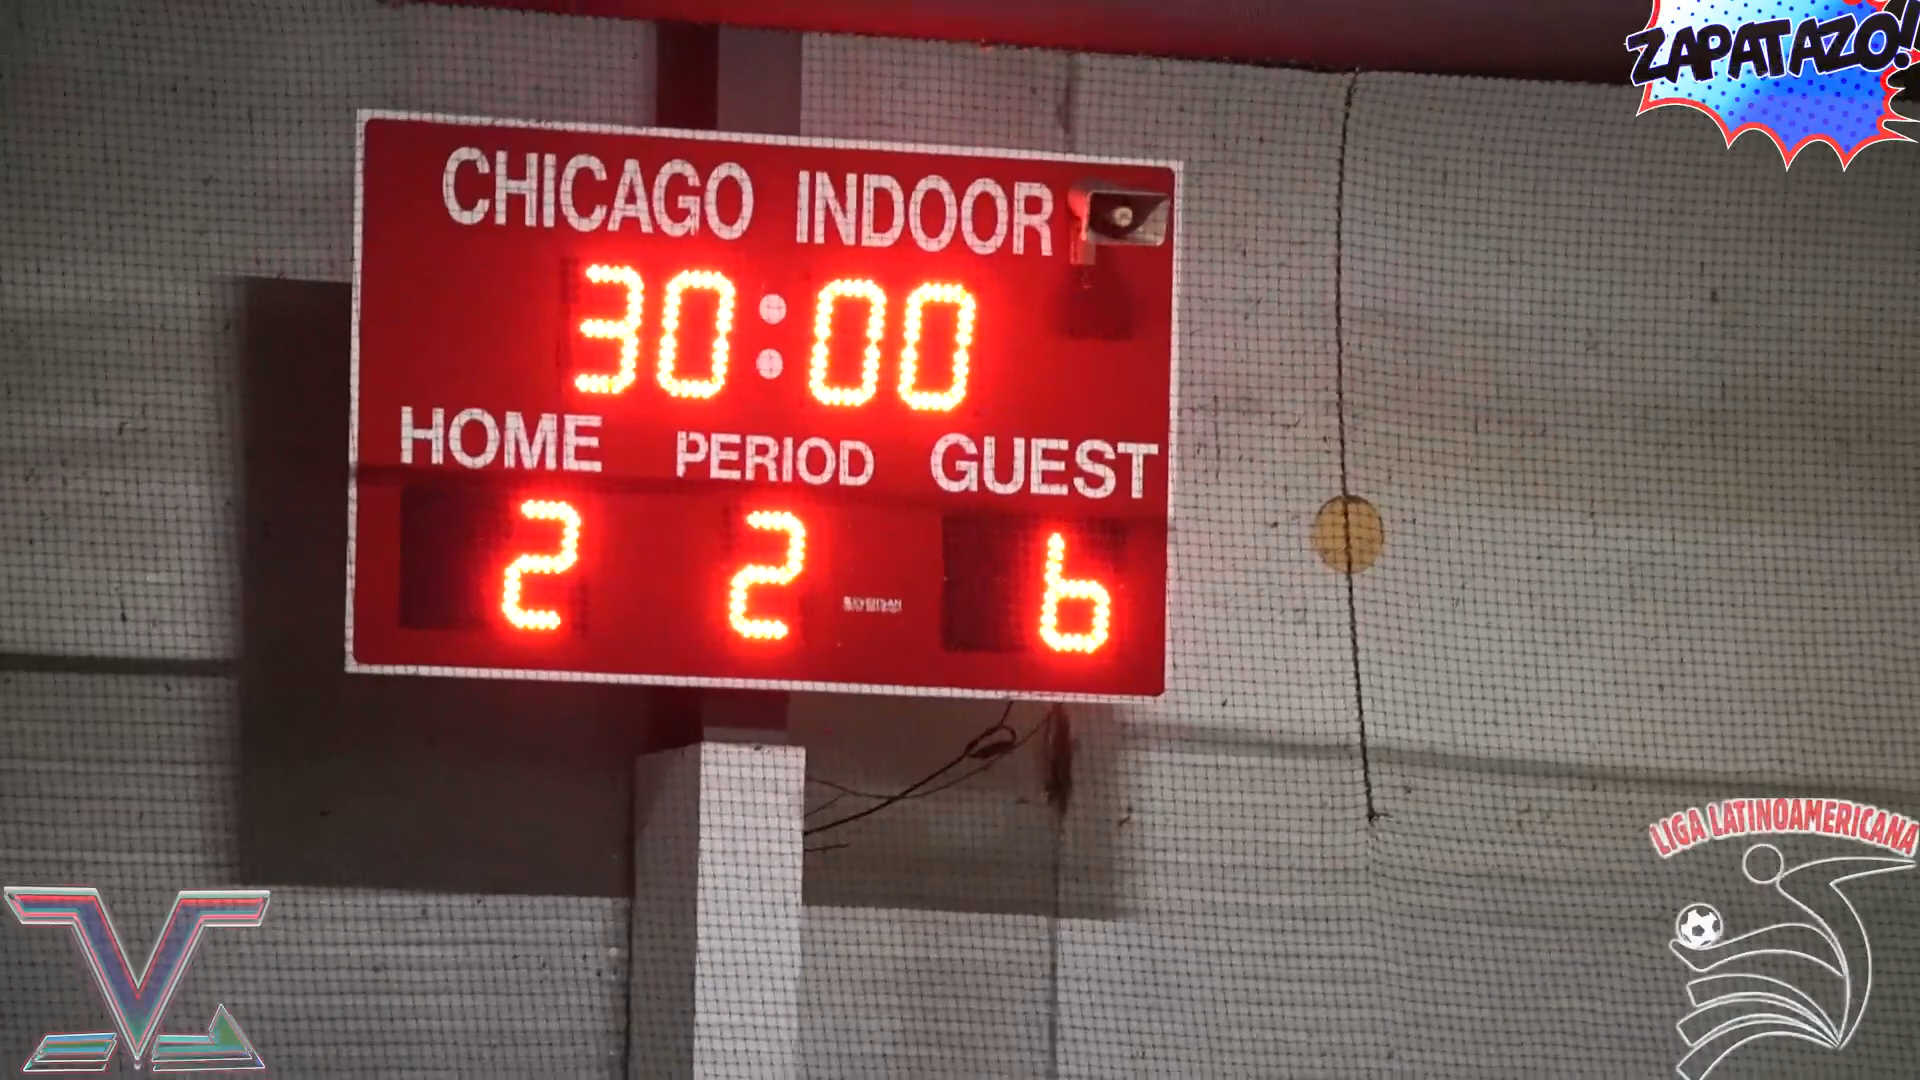 ZAPATAZO!
CHICAGO INDOOR
30:00
HOME PERIOD GUEST
2 2 6
LIGA LATINOAMERICANA